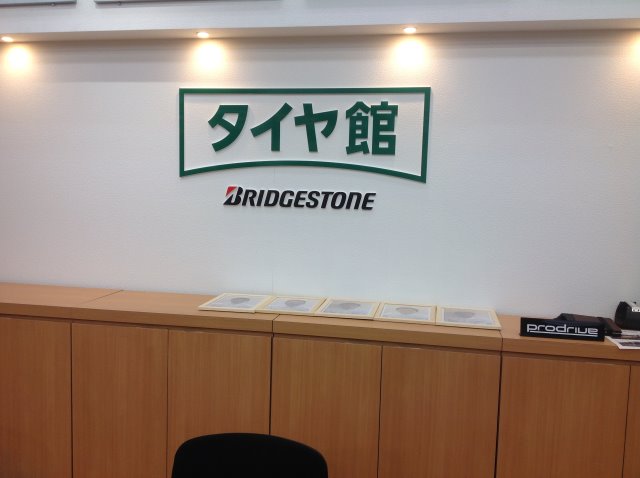 タイヤ館
BRIDGESTONE
prodrive